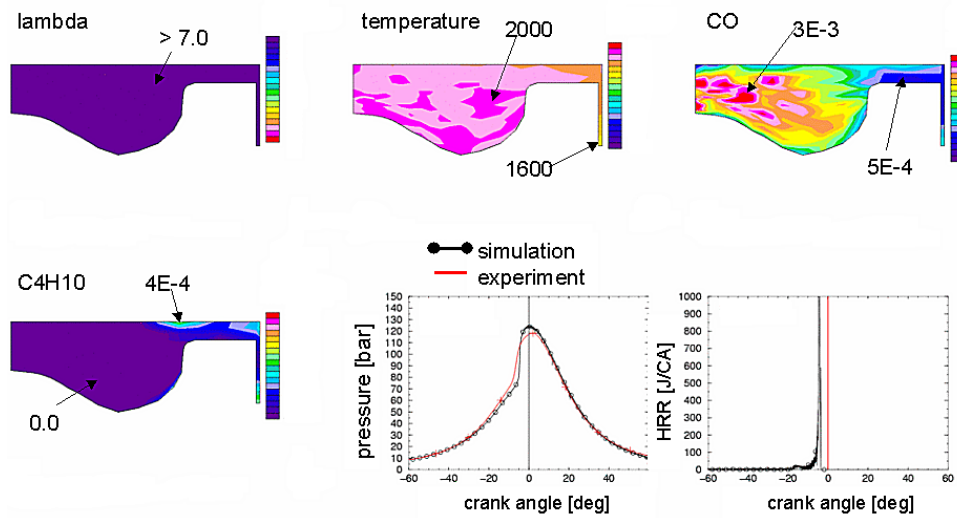 lambda
> 7.0
temperature
2000
1600
CO
3E-3
5E-4
C4H10
4E-4
0.0
simulation
experiment
pressure [bar]
150
140
130
120
110
100
90
80
70
60
50
40
30
20
10
0
−60 −40 −20 0 20 40 60
crank angle [deg]
HRR [J/CA]
1000
900
800
700
600
500
400
300
200
100
0
−60 −40 −20 0 20 40 60
crank angle [deg]